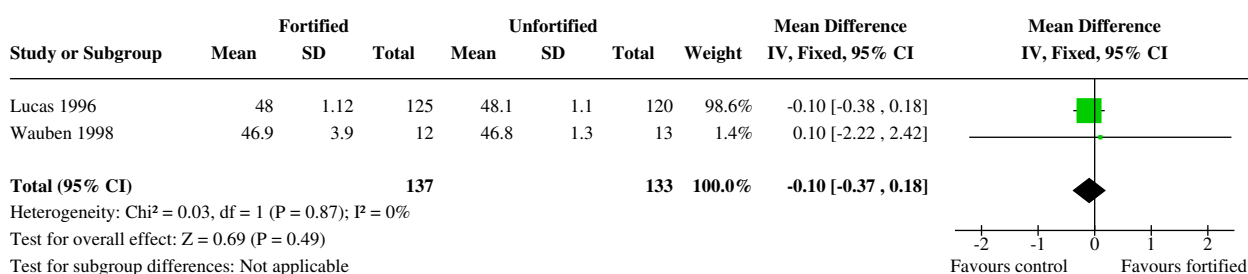 Fortified Unfortified Mean Difference Mean Difference
Study or Subgroup Mean SD Total Mean SD Total Weight IV, Fixed, 95% CI IV, Fixed, 95% CI
Lucas 1996 48 1.12 125 48.1 1.1 120 98.6% -0.10 [-0.38 , 0.18]
Wauben 1998 46.9 3.9 12 46.8 1.3 13 1.4% 0.10 [-2.22 , 2.42]
Total (95% CI) 137 133 100.0% -0.10 [-0.37 , 0.18]
Heterogeneity: Chi² = 0.03, df = 1 (P = 0.87); I² = 0%
Test for overall effect: Z = 0.69 (P = 0.49)
Test for subgroup differences: Not applicable
-2 -1 0 1 2
Favours control Favours fortified